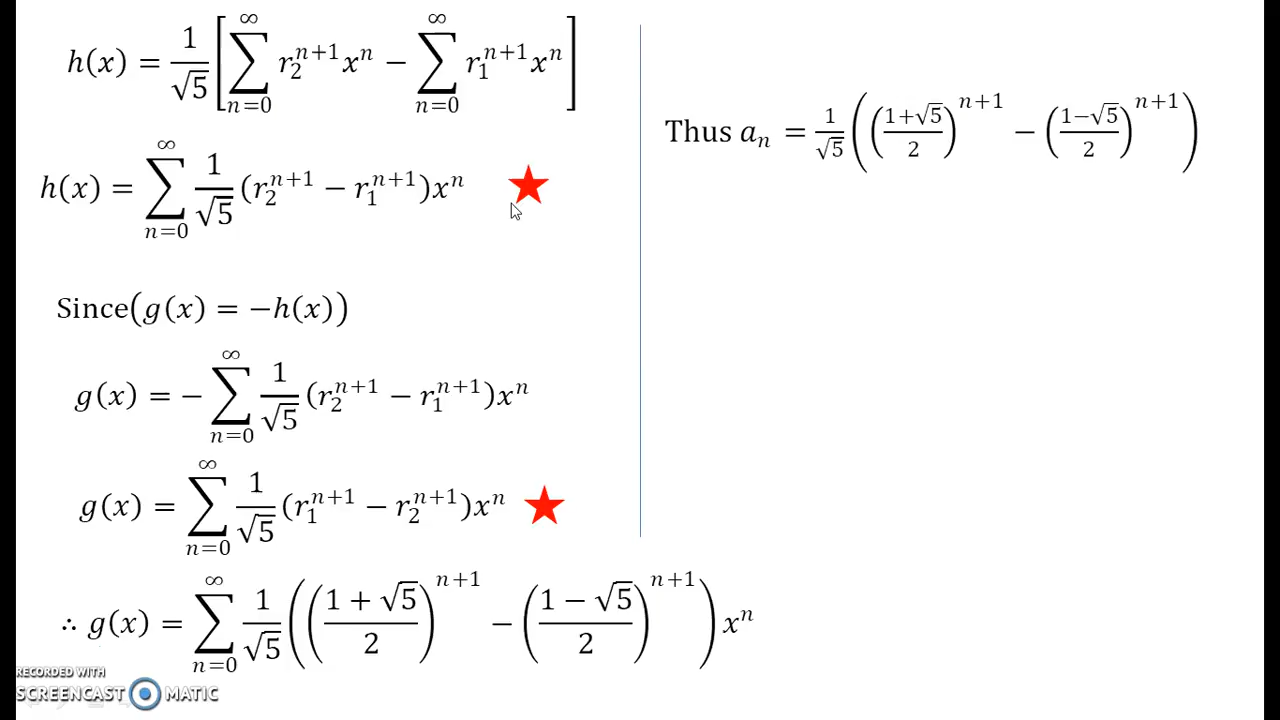 h(x) = 1/√5 [∑_{n=0}^{∞} r_2^{n+1} x^n − ∑_{n=0}^{∞} r_1^{n+1} x^n]
h(x) = ∑_{n=0}^{∞} 1/√5 (r_2^{n+1} − r_1^{n+1}) x^n
Since(g(x) = −h(x))
g(x) = − ∑_{n=0}^{∞} 1/√5 (r_2^{n+1} − r_1^{n+1}) x^n
g(x) = ∑_{n=0}^{∞} 1/√5 (r_1^{n+1} − r_2^{n+1}) x^n
∴ g(x) = ∑_{n=0}^{∞} 1/√5 (((1 + √5)/2)^{n+1} − ((1 − √5)/2)^{n+1}) x^n
Thus a_n = 1/√5 (((1+√5)/2)^{n+1} − ((1−√5)/2)^{n+1})
RECORDED WITH
SCREENCAST MATIC